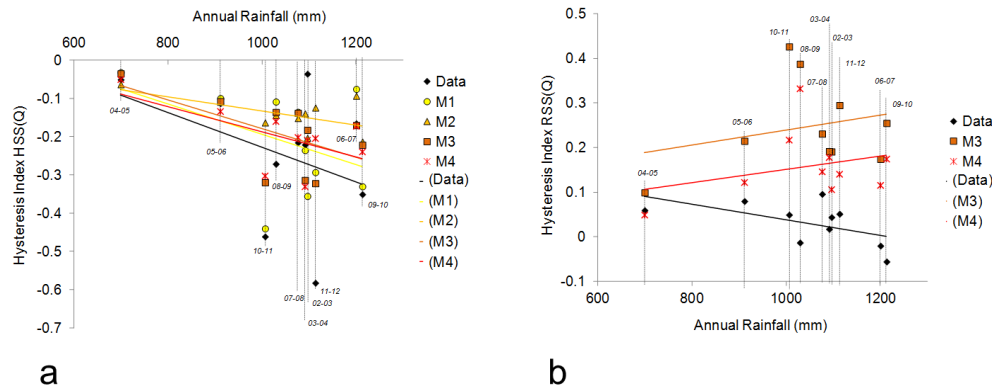 Annual Rainfall (mm)
600 800 1000 1200
0
-0.1
-0.2
-0.3
-0.4
-0.5
-0.6
-0.7
Hysteresis Index HSS(Q)
04-05
05-06
06-07
08-09
09-10
10-11
11-12
07-08
02-03
03-04
Data
M1
M2
M3
M4
(Data)
(M1)
(M2)
(M3)
(M4)
a
0.5
0.4
0.3
0.2
0.1
0
-0.1
Hysteresis Index RSS(Q)
03-04
10-11
02-03
08-09
11-12
07-08
06-07
05-06
09-10
04-05
600 800 1000 1200
Annual Rainfall (mm)
Data
M3
M4
(Data)
(M3)
(M4)
b